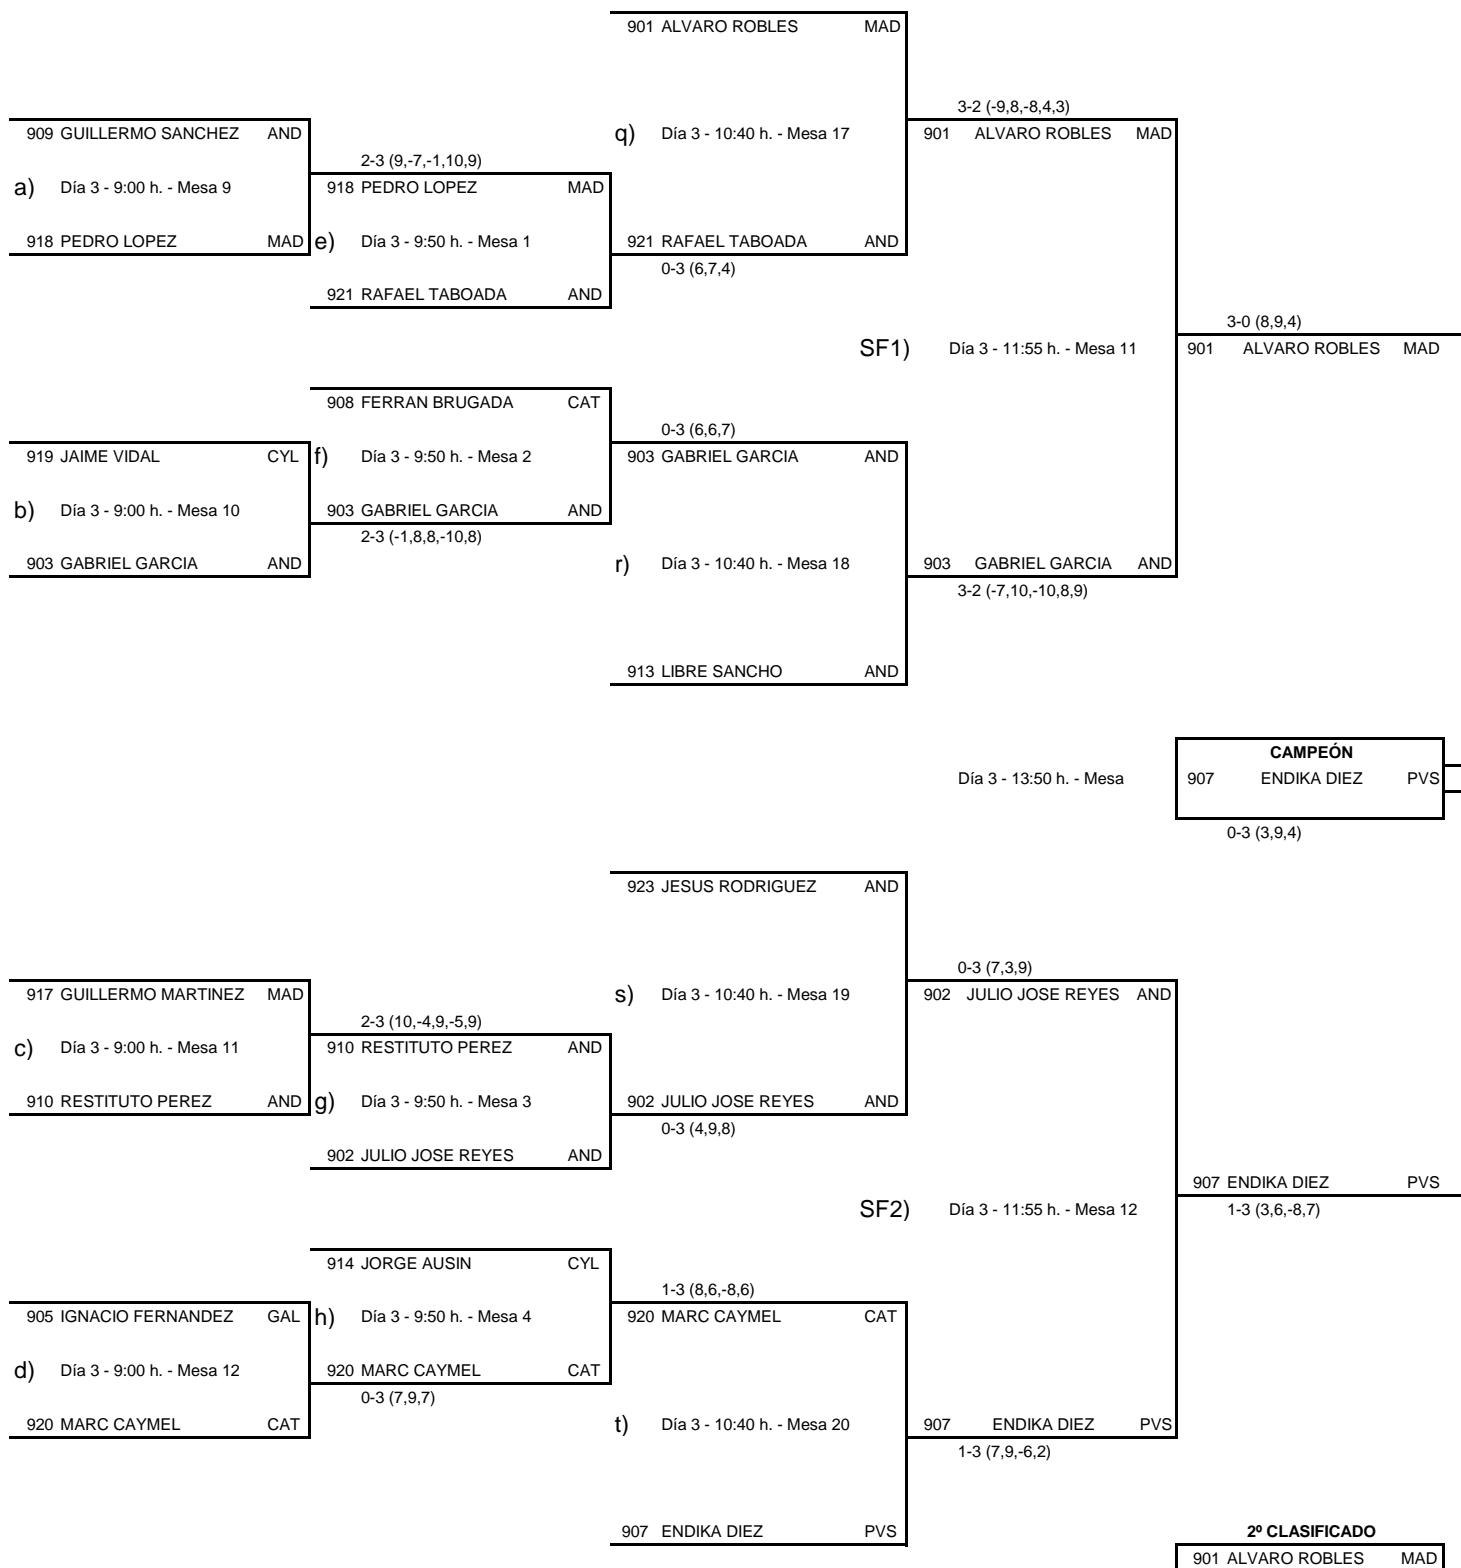 901 ALVARO ROBLES MAD
3-2 (-9,8,-8,4,3)
909 GUILLERMO SANCHEZ AND
q) Día 3 - 10:40 h. - Mesa 17
901 ALVARO ROBLES MAD
2-3 (9,-7,-1,10,9)
a) Día 3 - 9:00 h. - Mesa 9
918 PEDRO LOPEZ MAD
918 PEDRO LOPEZ MAD
e) Día 3 - 9:50 h. - Mesa 1
921 RAFAEL TABOADA AND
0-3 (6,7,4)
921 RAFAEL TABOADA AND
3-0 (8,9,4)
SF1) Día 3 - 11:55 h. - Mesa 11
901 ALVARO ROBLES MAD
908 FERRAN BRUGADA CAT
0-3 (6,6,7)
919 JAIME VIDAL CYL
f) Día 3 - 9:50 h. - Mesa 2
903 GABRIEL GARCIA AND
b) Día 3 - 9:00 h. - Mesa 10
903 GABRIEL GARCIA AND
2-3 (-1,8,8,-10,8)
903 GABRIEL GARCIA AND
r) Día 3 - 10:40 h. - Mesa 18
903 GABRIEL GARCIA AND
3-2 (-7,10,-10,8,9)
913 LIBRE SANCHO AND
CAMPEÓN
Día 3 - 13:50 h. - Mesa
907 ENDIKA DIEZ PVS
0-3 (3,9,4)
923 JESUS RODRIGUEZ AND
0-3 (7,3,9)
917 GUILLERMO MARTINEZ MAD
s) Día 3 - 10:40 h. - Mesa 19
902 JULIO JOSE REYES AND
2-3 (10,-4,9,-5,9)
c) Día 3 - 9:00 h. - Mesa 11
910 RESTITUTO PEREZ AND
910 RESTITUTO PEREZ AND
g) Día 3 - 9:50 h. - Mesa 3
902 JULIO JOSE REYES AND
0-3 (4,9,8)
902 JULIO JOSE REYES AND
907 ENDIKA DIEZ PVS
SF2) Día 3 - 11:55 h. - Mesa 12
1-3 (3,6,-8,7)
914 JORGE AUSIN CYL
1-3 (8,6,-8,6)
905 IGNACIO FERNANDEZ GAL
h) Día 3 - 9:50 h. - Mesa 4
920 MARC CAYMEL CAT
d) Día 3 - 9:00 h. - Mesa 12
920 MARC CAYMEL CAT
0-3 (7,9,7)
920 MARC CAYMEL CAT
t) Día 3 - 10:40 h. - Mesa 20
907 ENDIKA DIEZ PVS
1-3 (7,9,-6,2)
907 ENDIKA DIEZ PVS
2º CLASIFICADO
901 ALVARO ROBLES MAD